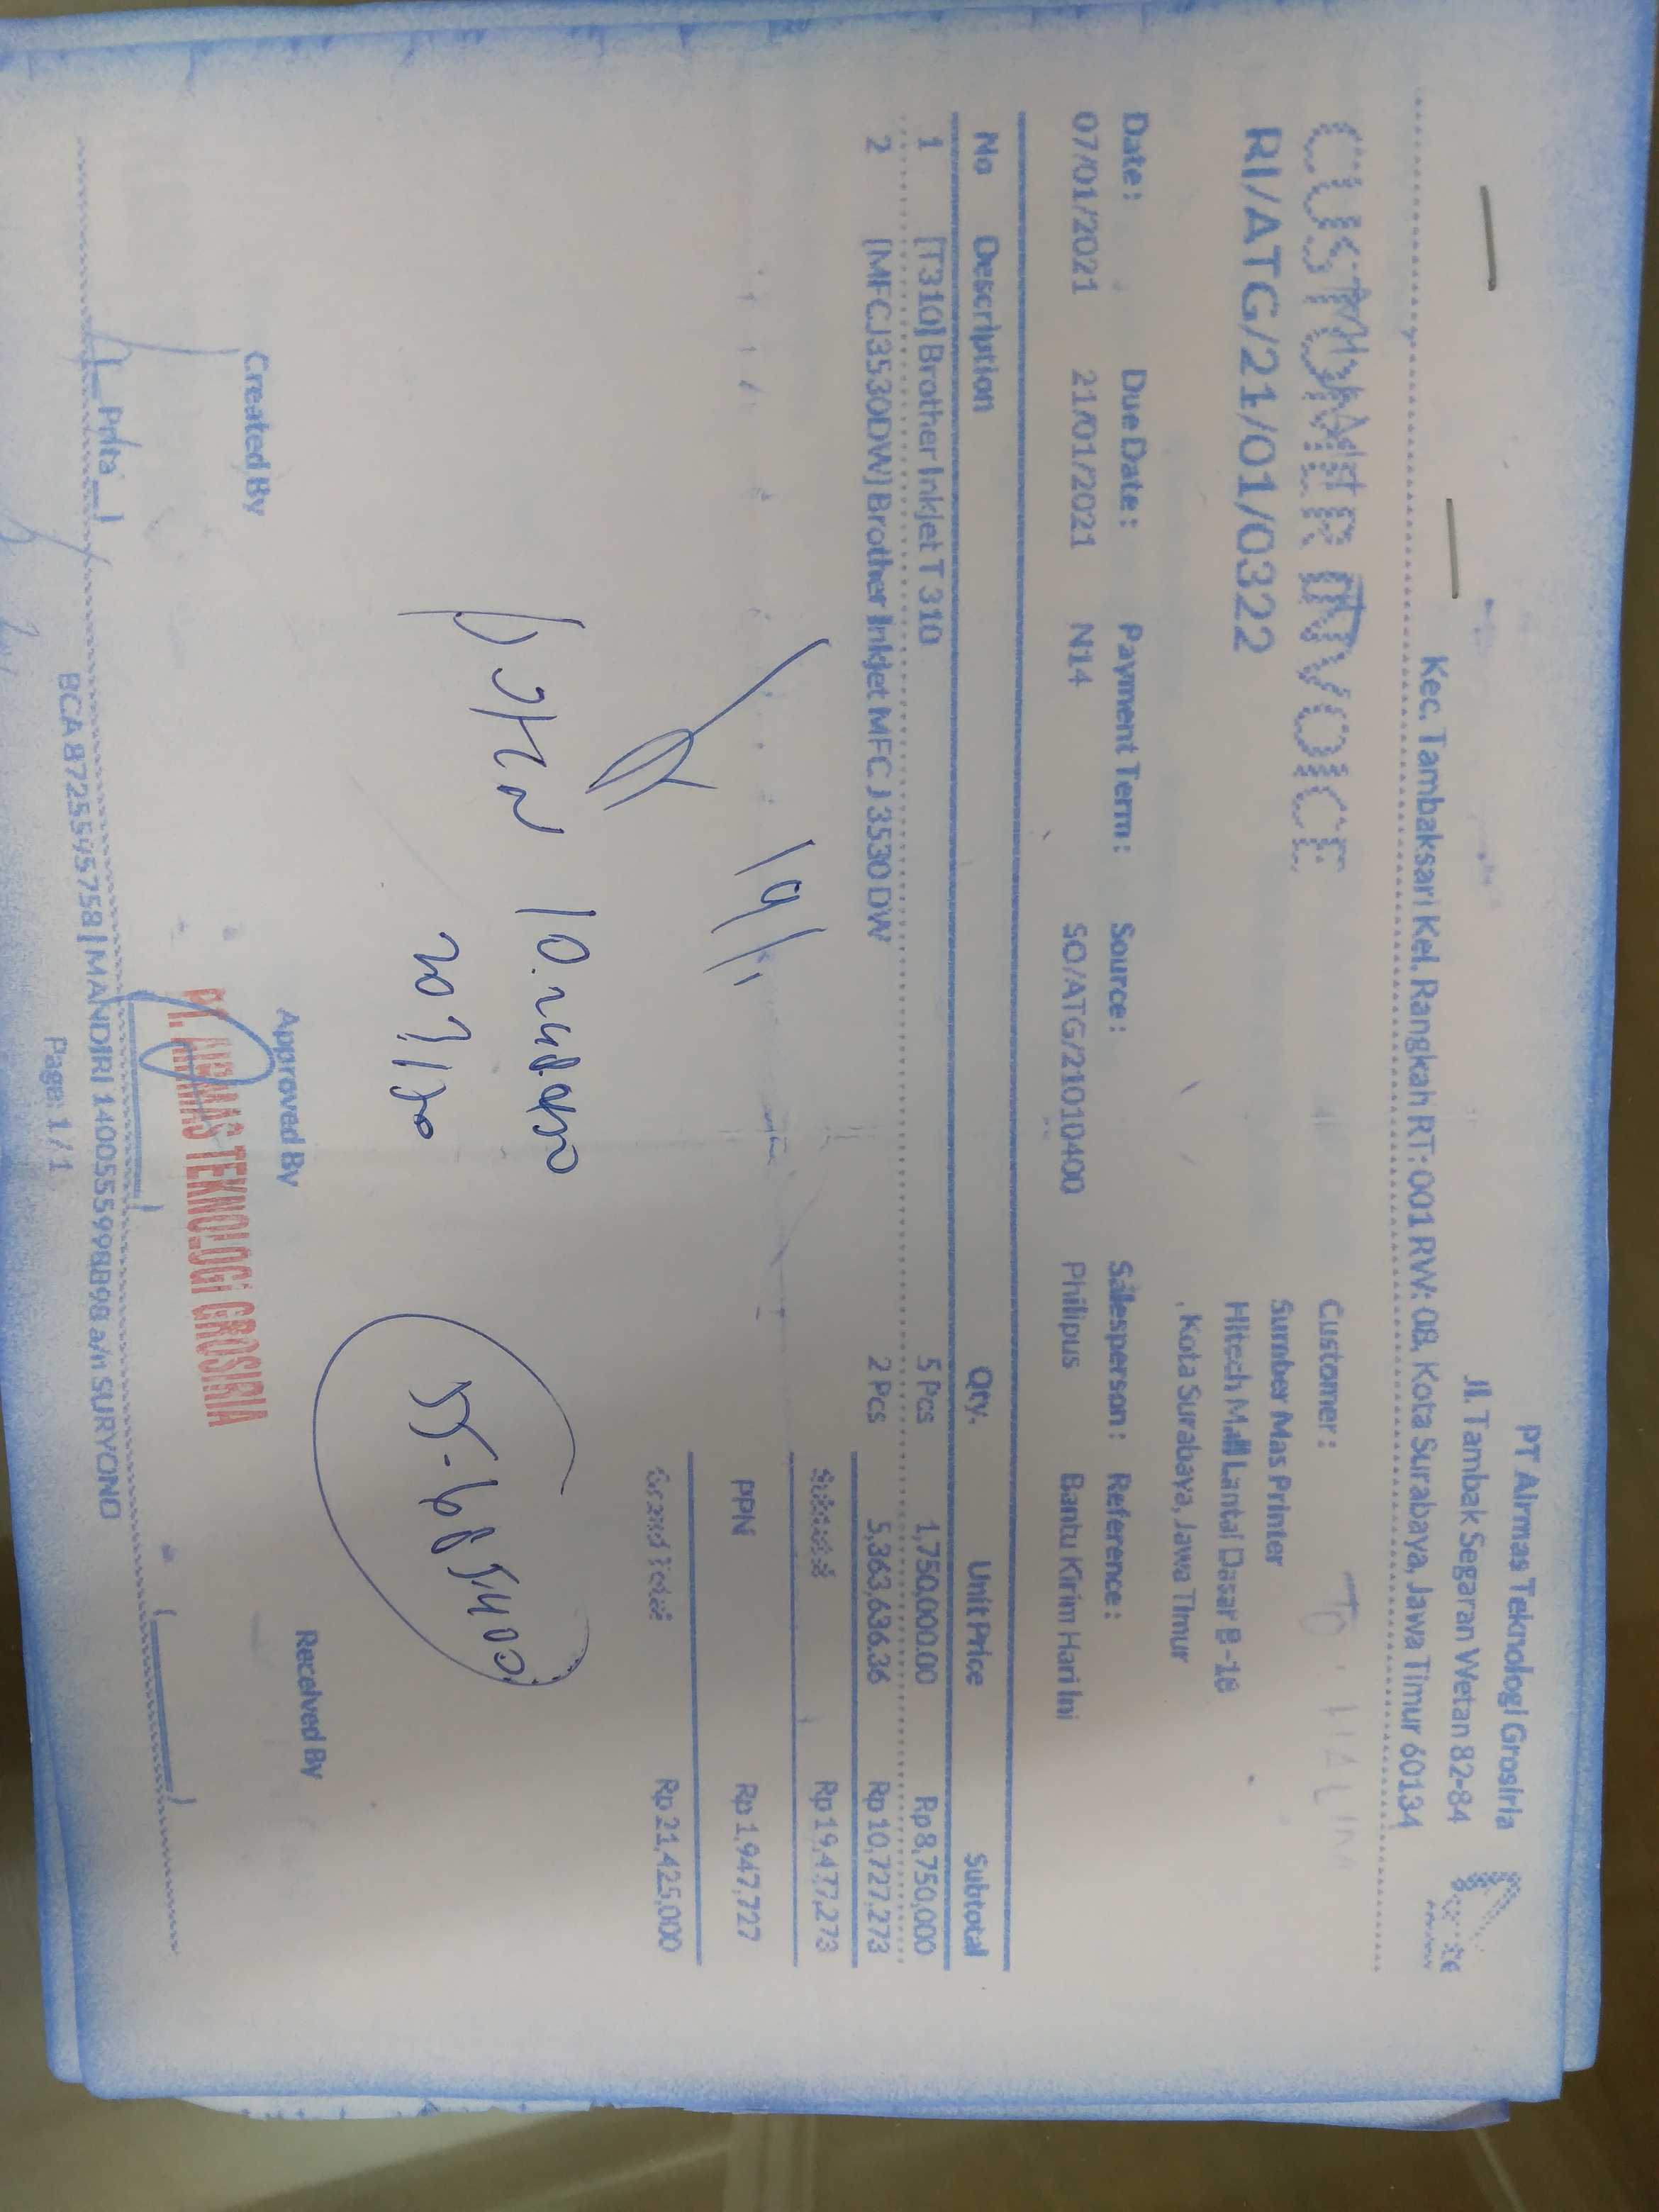 PT Airmas Teknologi Grosiria
Jl. Tambak Segaran Wetan 82-84
Kec. Tambaksari Kel. Rangkah RT: 001 RW: 08, Kota Surabaya, Jawa Timur 60134
CUSTOMER INVOICE
RI/ATG/21/01/0322
Customer :
Sumber Mas Printer
Hitech Mall Lantai Dasar B -18
, Kota Surabaya, Jawa Timur
TO : HALIM
Date : Due Date : Payment Term : Source : Salesperson : Reference :
07/01/2021 21/01/2021 N14 SO/ATG/21010400 Philipus Bantu Kirim Hari Ini
No Description Qty. Unit Price Subtotal
1 [T310] Brother Inkjet T 310 5 Pcs 1,750,000.00 Rp 8,750,000
2 [MFCJ3530DW] Brother Inkjet MFC J 3530 DW 2 Pcs 5,363,636.36 Rp 10,727,273
Subtotal Rp 19,477,273
PPN Rp 1,947,727
Grand Total Rp 21,425,000
19/1
Created By Approved By Received By
PT. AIRMAS TEKNOLOGI GROSIRIA
( Prita )
BCA 8725545758 | MANDIRI 1400555998898 a/n SURYONO
Page: 1 / 1